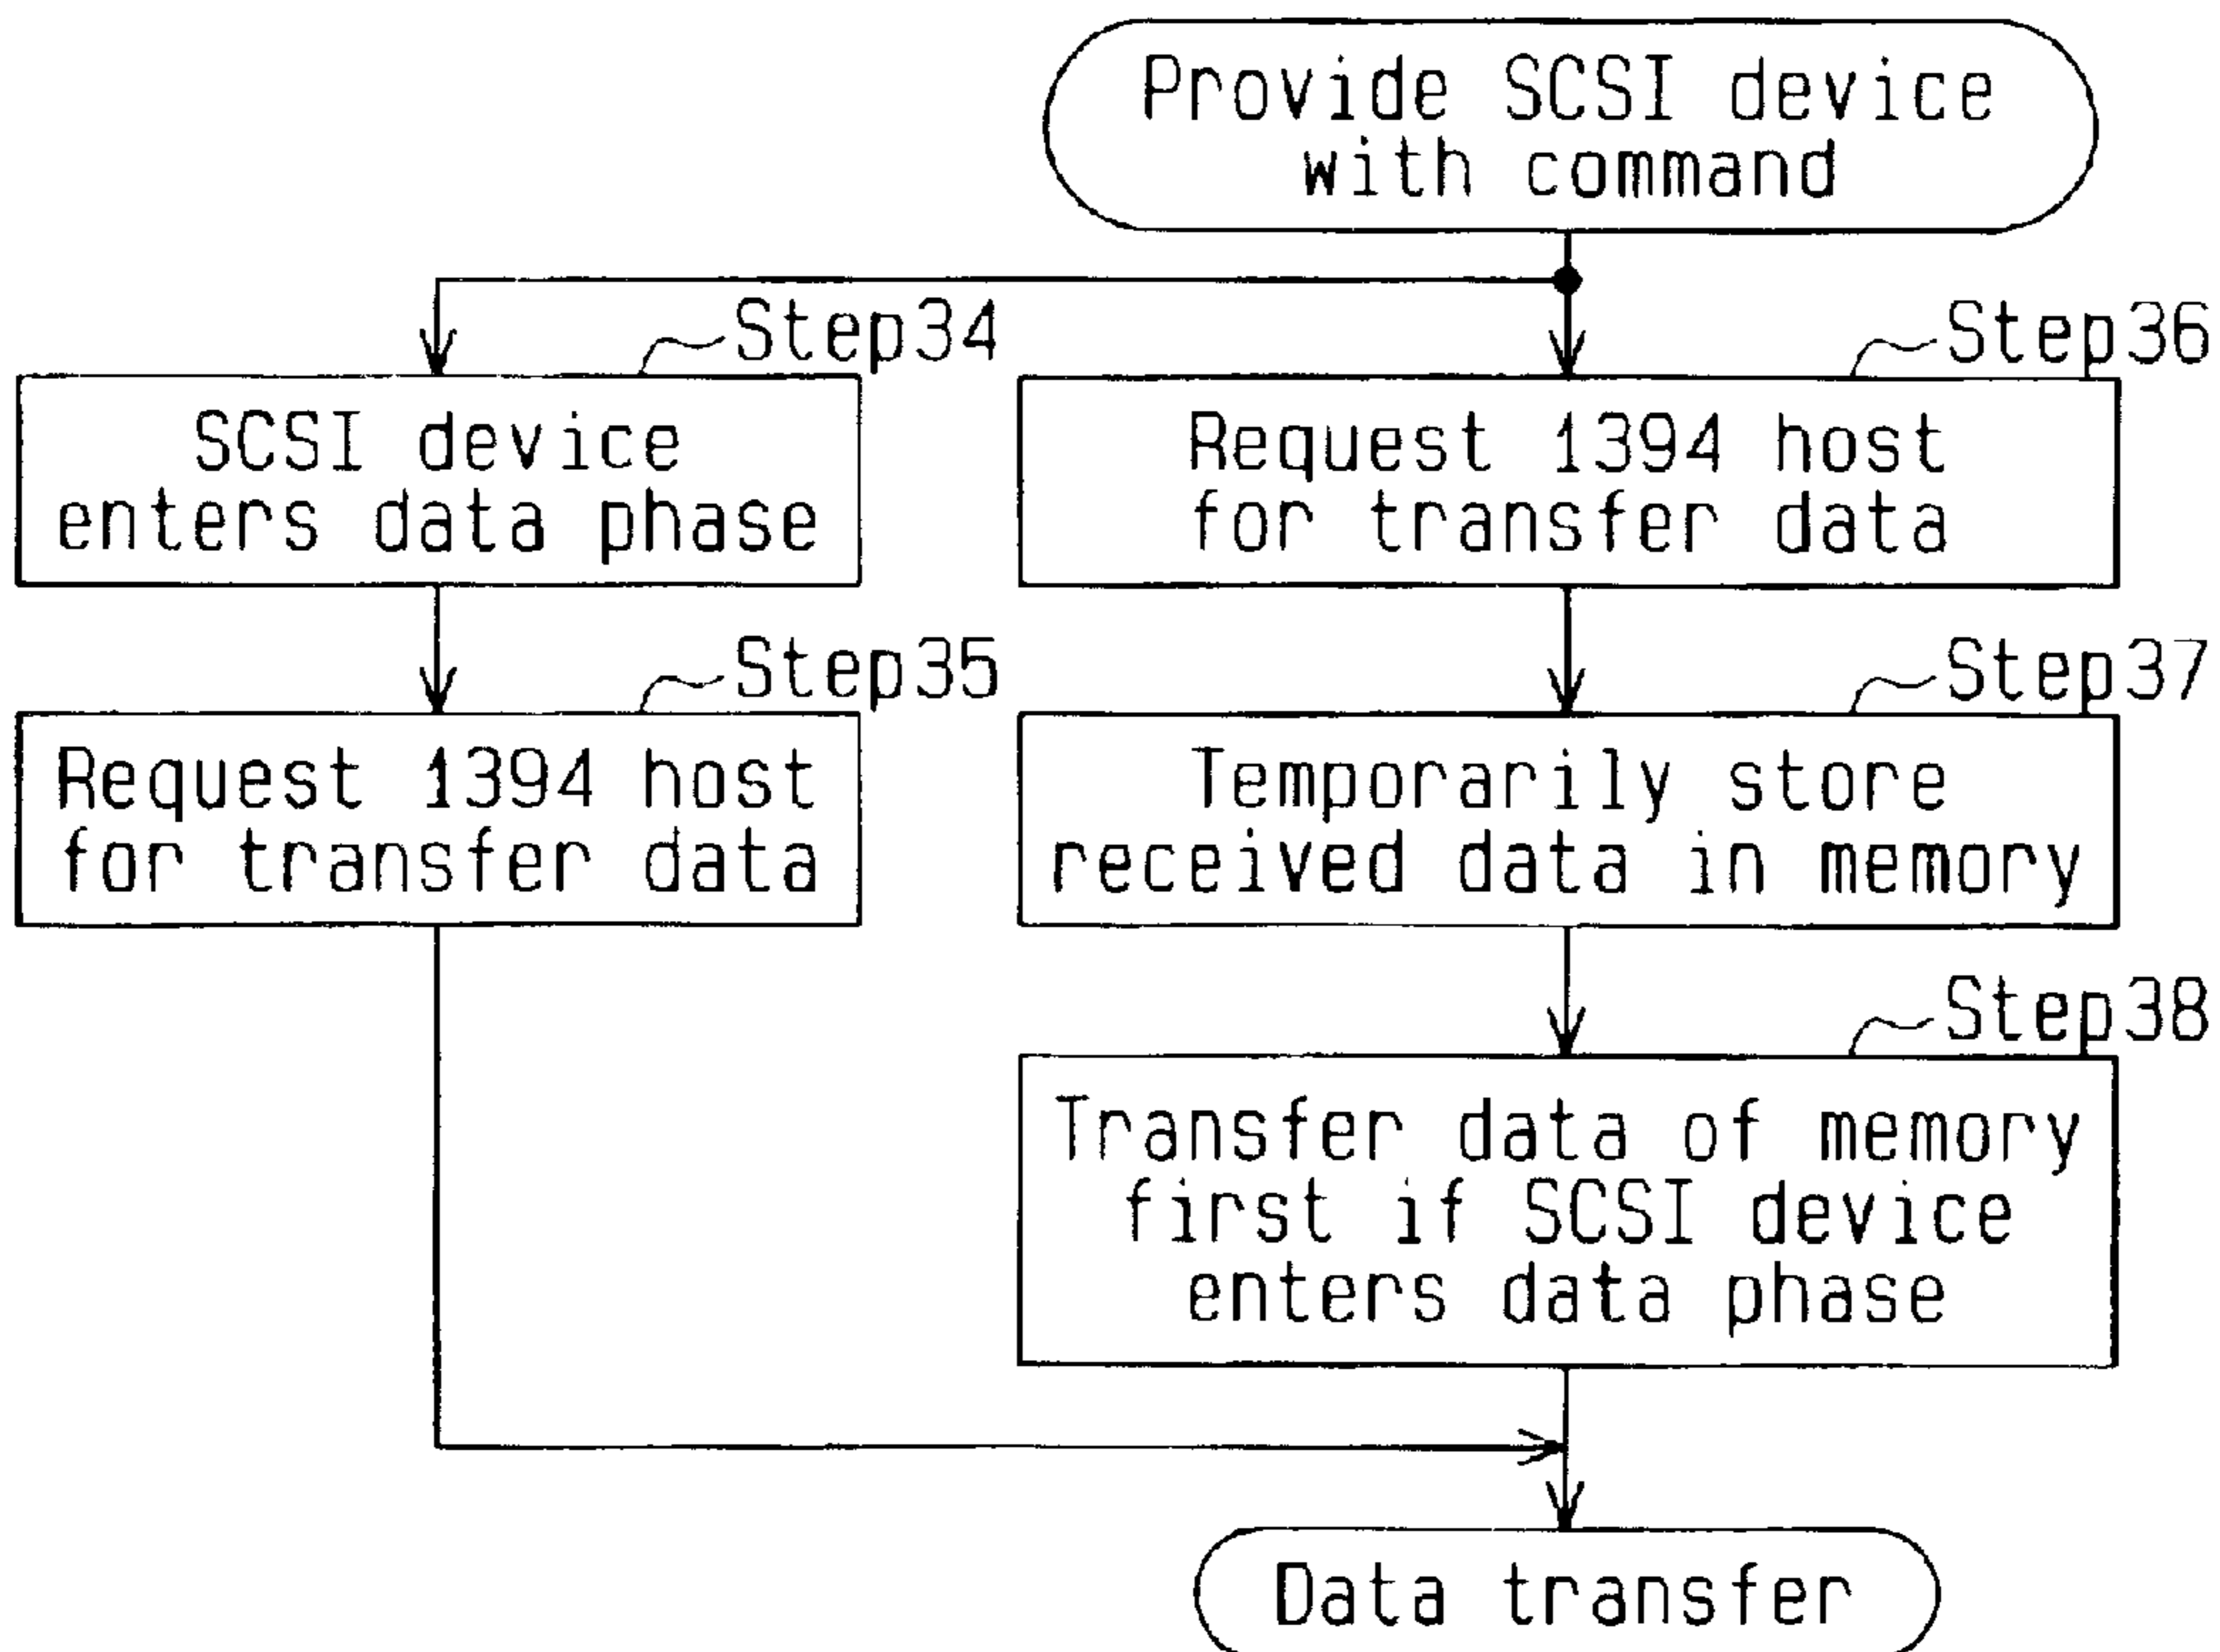 Provide SCSI device
with command
Step34
SCSI device
enters data phase
Step35
Request 1394 host
for transfer data
Step36
Request 1394 host
for transfer data
Step37
Temporarily store
received data in memory
Step38
Transfer data of memory
first if SCSI device
enters data phase
Data transfer